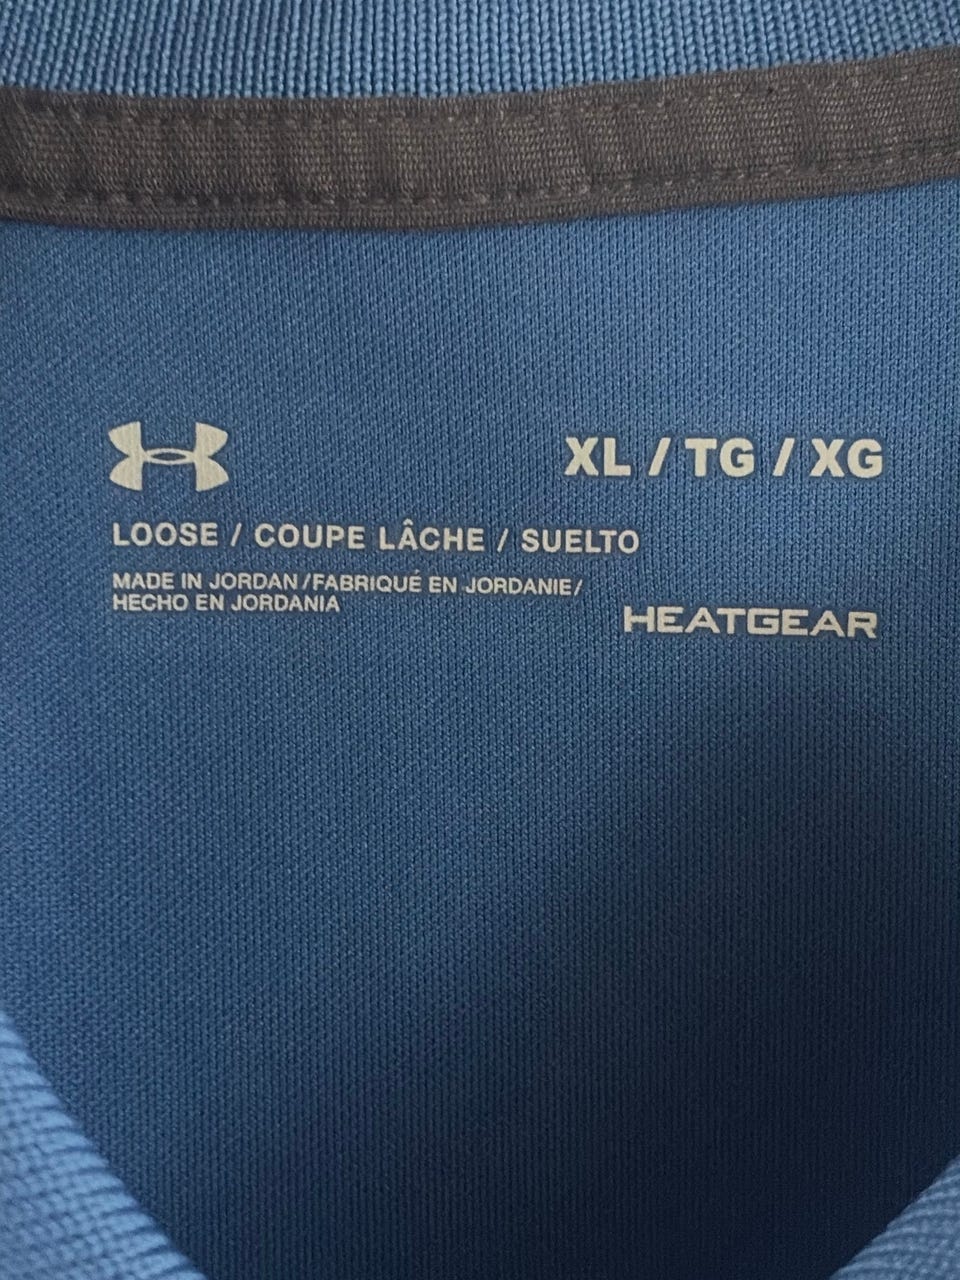 XL / TG / XG
LOOSE / COUPE LÂCHE / SUELTO
MADE IN JORDAN / FABRIQUÉ EN JORDANIE /
HECHO EN JORDANIA
HEATGEAR